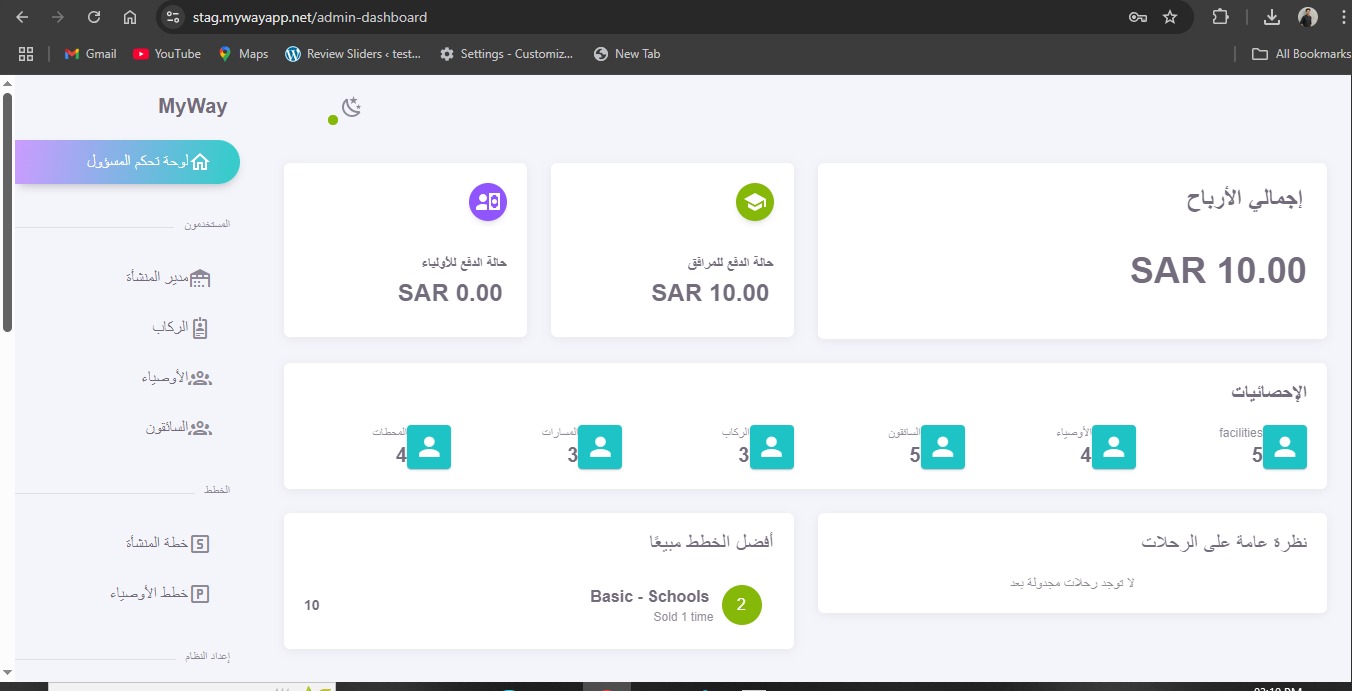 stag.mywayapp.net/admin-dashboard
Gmail
YouTube
Maps
Review Sliders ‹ test...
Settings - Customiz...
New Tab
All Bookmarks
MyWay
لوحة تحكم المسؤول
المستخدمون
مدير المنشأة
الركاب
الأوصياء
السائقون
الخطط
خطة المنشأة
خطط الأوصياء
إعداد النظام
إجمالي الأرباح
SAR 10.00
حالة الدفع للمرافق
SAR 10.00
حالة الدفع للأولياء
SAR 0.00
الإحصائيات
facilities
5
الأوصياء
4
السائقون
5
الركاب
3
المسارات
3
المحطات
4
نظرة عامة على الرحلات
لا توجد رحلات مجدولة بعد
أفضل الخطط مبيعًا
2
Basic - Schools
Sold 1 time
10